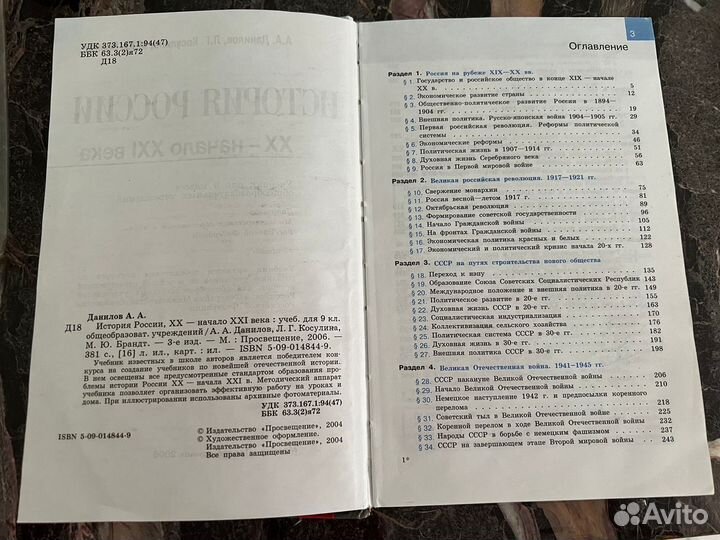 УДК 373.167.1:94(47)
ББК 63.3(2)я72
Д18
Данилов А. А.
Д18 История России, XX — начало XXI века : учеб. для 9 кл.
общеобразоват. учреждений / А. А. Данилов, Л. Г. Косулина,
М. Ю. Брандт. — 3-е изд. — М. : Просвещение, 2006. —
381 с., [16] л. ил., карт. : ил. — ISBN 5-09-014844-9.
Учебник известных в школе авторов является победителем кон-
курса на создание учебников по новейшей отечественной истории.
В нем освещены все предусмотренные стандартом образования про-
блемы истории России XX — начала XXI в. Методический аппарат
учебника позволит организовать эффективную работу на уроках и
дома. При иллюстрировании использованы архивные фотоматериалы.
УДК 373.167.1:94(47)
ББК 63.3(2)я72
ISBN 5-09-014844-9
© Издательство «Просвещение», 2004
© Художественное оформление.
Издательство «Просвещение», 2004
Все права защищены
А. А. Данилов, Л. Г. Косулина
ИСТОРИЯ РОССИИ
XX – начало XXI века
3
Оглавление
Раздел 1. Россия на рубеже XIX—XX вв.
§ 1. Государство и российское общество в конце XIX — начале
XX в. 5
§ 2. Экономическое развитие страны 12
§ 3. Общественно-политическое развитие России в 1894—
1904 гг. 19
§ 4. Внешняя политика. Русско-японская война 1904—1905 гг. 29
§ 5. Первая российская революция. Реформы политической
системы 34
§ 6. Экономические реформы 46
§ 7. Политическая жизнь в 1907—1914 гг. 51
§ 8. Духовная жизнь Серебряного века 56
§ 9. Россия в Первой мировой войне 63
Раздел 2. Великая российская революция. 1917—1921 гг.
§ 10. Свержение монархии 75
§ 11. Россия весной—летом 1917 г. 81
§ 12. Октябрьская революция 89
§ 13. Формирование советской государственности 96
§ 14. Начало Гражданской войны 105
§ 15. На фронтах Гражданской войны 112
§ 16. Экономическая политика красных и белых 122
§ 17. Экономический и политический кризис начала 20-х гг. 128
Раздел 3. СССР на путях строительства нового общества
§ 18. Переход к нэпу 135
§ 19. Образование Союза Советских Социалистических Республик 143
§ 20. Международное положение и внешняя политика в 20-е гг. 150
§ 21. Политическое развитие в 20-е гг. 155
§ 22. Духовная жизнь СССР в 20-е гг. 163
§ 23. Социалистическая индустриализация 170
§ 24. Коллективизация сельского хозяйства 177
§ 25. Политическая система СССР в 30-е гг.
§ 26. Духовная жизнь в 30-е гг. 190
§ 27. Внешняя политика СССР в 30-е гг. 197
Раздел 4. Великая Отечественная война. 1941—1945 гг.
§ 28. СССР накануне Великой Отечественной войны 206
§ 29. Начало Великой Отечественной войны 210
§ 30. Немецкое наступление 1942 г. и предпосылки коренного
перелома 218
§ 31. Советский тыл в Великой Отечественной войне 225
§ 32. Коренной перелом в ходе Великой Отечественной войны 232
§ 33. Народы СССР в борьбе с немецким фашизмом 237
§ 34. СССР на завершающем этапе Второй мировой войны 243
1*
Avito